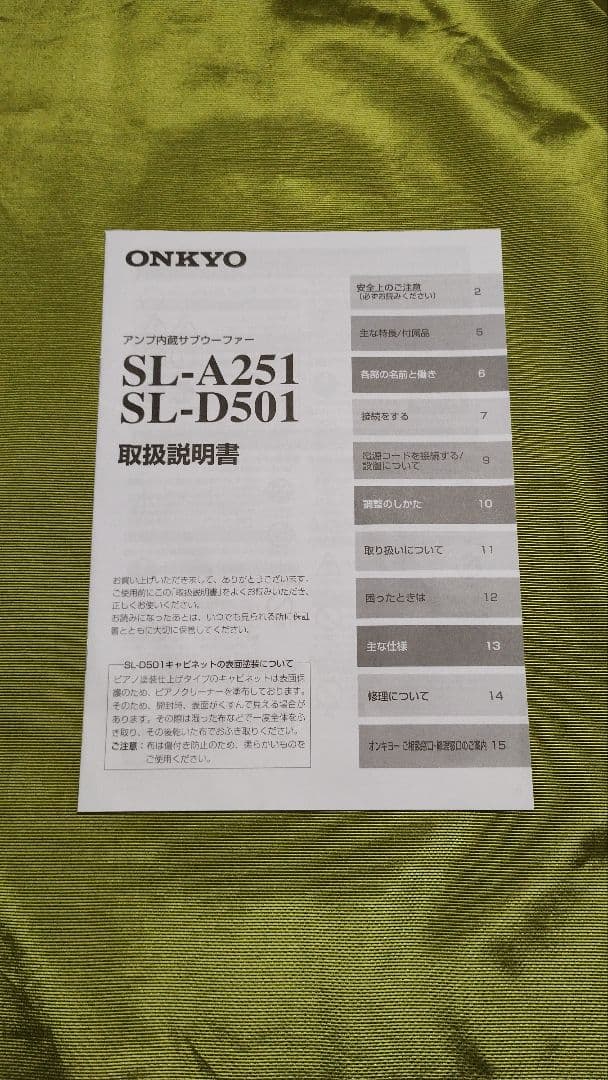 ONKYO
アンプ内蔵サブウーファー
SL-A251
SL-D501
取扱説明書
お買い上げいただきまして、ありがとうございます。
ご使用前にこの「取扱説明書」をよくお読みいただき、
正しくお使いください。
お読みになったあとは、いつでも見られる所に保証
書とともに大切に保管してください。
SL-D501キャビネットの表面塗装について
ピアノ塗装仕上げタイプのキャビネットは表面保
護のため、ピアノクリーナーを塗布しております。
そのため、開封時、表面がくすんで見える場合が
あります。その際は湿った布などで一度全体をふ
き取り、その後乾いた布でおふき取りください。
ご注意：布は傷付き防止のため、柔らかいものを
ご使用ください。
安全上のご注意
（必ずお読みください） 2
主な特長/付属品 5
各部の名前と働き 6
接続をする 7
電源コードを接続する/
設置について 9
調整のしかた 10
取り扱いについて 11
困ったときは 12
主な仕様 13
修理について 14
オンキヨー ご相談窓口・修理窓口のご案内 15